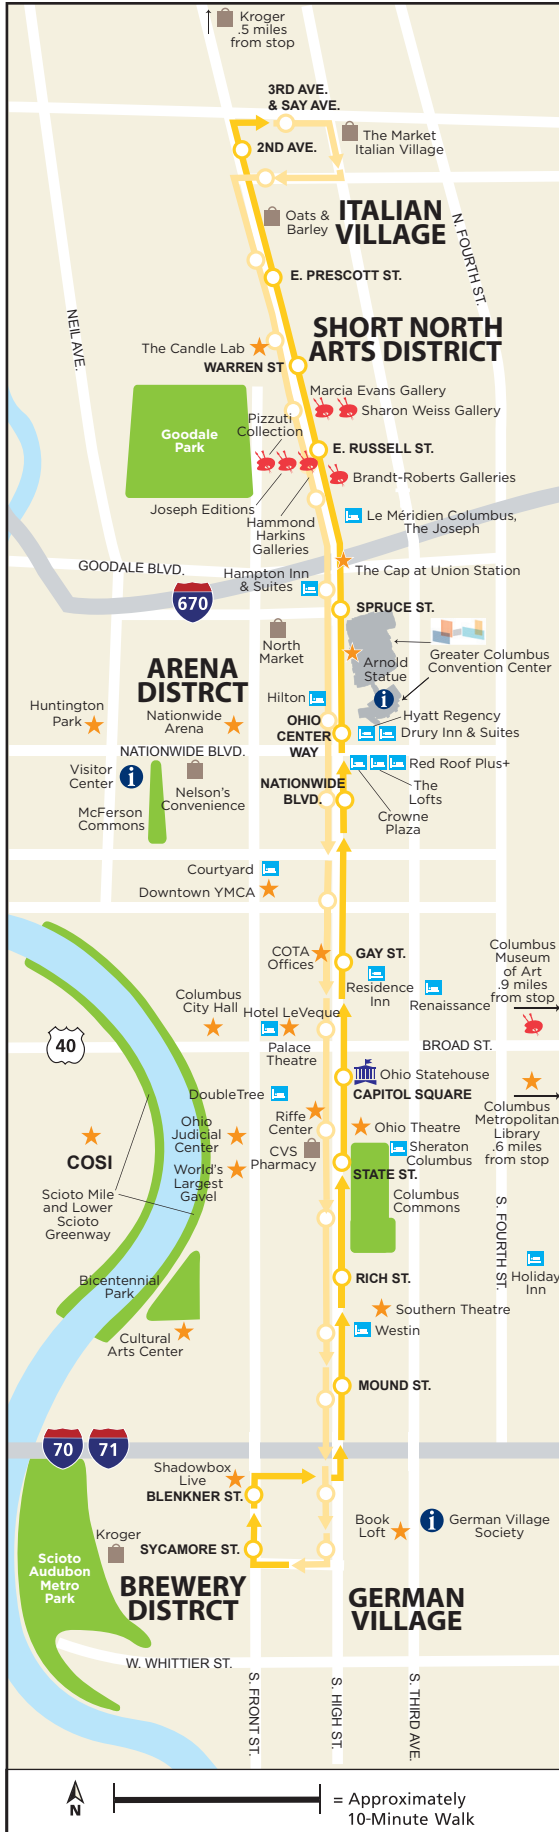 Kroger
.5 miles
from stop
3RD AVE.
& SAY AVE.
The Market
Italian Village
2ND AVE.
Oats &
Barley
ITALIAN
VILLAGE
N. FOURTH ST.
E. PRESCOTT ST.
NEIL AVE.
SHORT NORTH
ARTS DISTRICT
The Candle Lab
WARREN ST
Marcia Evans Gallery
Sharon Weiss Gallery
Pizzuti
Collection
Goodale
Park
E. RUSSELL ST.
Brandt-Roberts Galleries
Joseph Editions
Hammond
Harkins
Galleries
Le Méridien Columbus,
The Joseph
GOODALE BLVD.
The Cap at Union Station
Hampton Inn
& Suites
670
SPRUCE ST.
North
Market
Greater Columbus
Convention Center
Arnold
Statue
ARENA
DISTRCT
i
Hilton
Huntington
Park
Nationwide
Arena
OHIO
CENTER
WAY
Hyatt Regency
Drury Inn & Suites
NATIONWIDE BLVD.
Visitor
Center
i
Red Roof Plus+
Nelson's
Convenience
NATIONWIDE
BLVD.
The
Lofts
Crowne
Plaza
McFerson
Commons
Courtyard
Downtown YMCA
COTA
Offices
GAY ST.
Columbus
Museum
of Art
.9 miles
from stop
Residence
Inn
Renaissance
Columbus
City Hall
Hotel LeVeque
Palace
Theatre
40
BROAD ST.
Ohio Statehouse
CAPITOL SQUARE
DoubleTree
Riffe
Center
Columbus
Metropolitan
Library
.6 miles
from stop
Ohio Theatre
Ohio
Judicial
Center
COSI
CVS
Pharmacy
Sheraton
Columbus
STATE ST.
World's
Largest
Gavel
Scioto Mile
and Lower
Scioto
Greenway
Columbus
Commons
S. FOURTH ST.
Bicentennial
Park
RICH ST.
Holiday
Inn
Southern Theatre
Westin
Cultural
Arts Center
MOUND ST.
70
71
Shadowbox
Live
BLENKNER ST.
Book
Loft
i
German Village
Society
Kroger
SYCAMORE ST.
Scioto
Audubon
Metro
Park
BREWERY
DISTRCT
GERMAN
VILLAGE
W. WHITTIER ST.
S. FRONT ST.
S. HIGH ST.
S. THIRD AVE.
N
= Approximately
10-Minute Walk